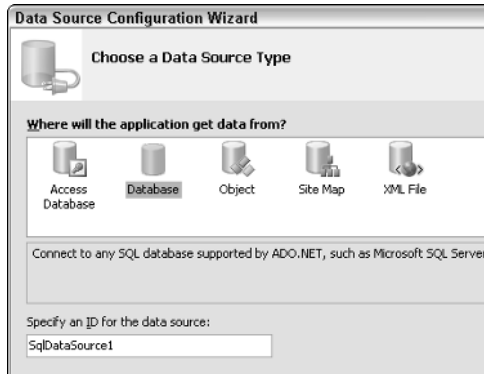 Data Source Configuration Wizard
Choose a Data Source Type
Where will the application get data from?
Access Database
Database
Object
Site Map
XML File
Connect to any SQL database supported by ADO.NET, such as Microsoft SQL Server
Specify an ID for the data source:
SqlDataSource1